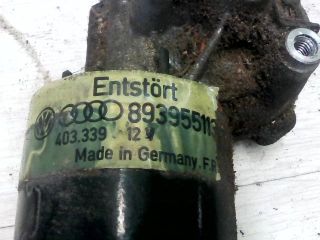 Entstört
893955113
403.339 12 V
Made in Germany, F.R